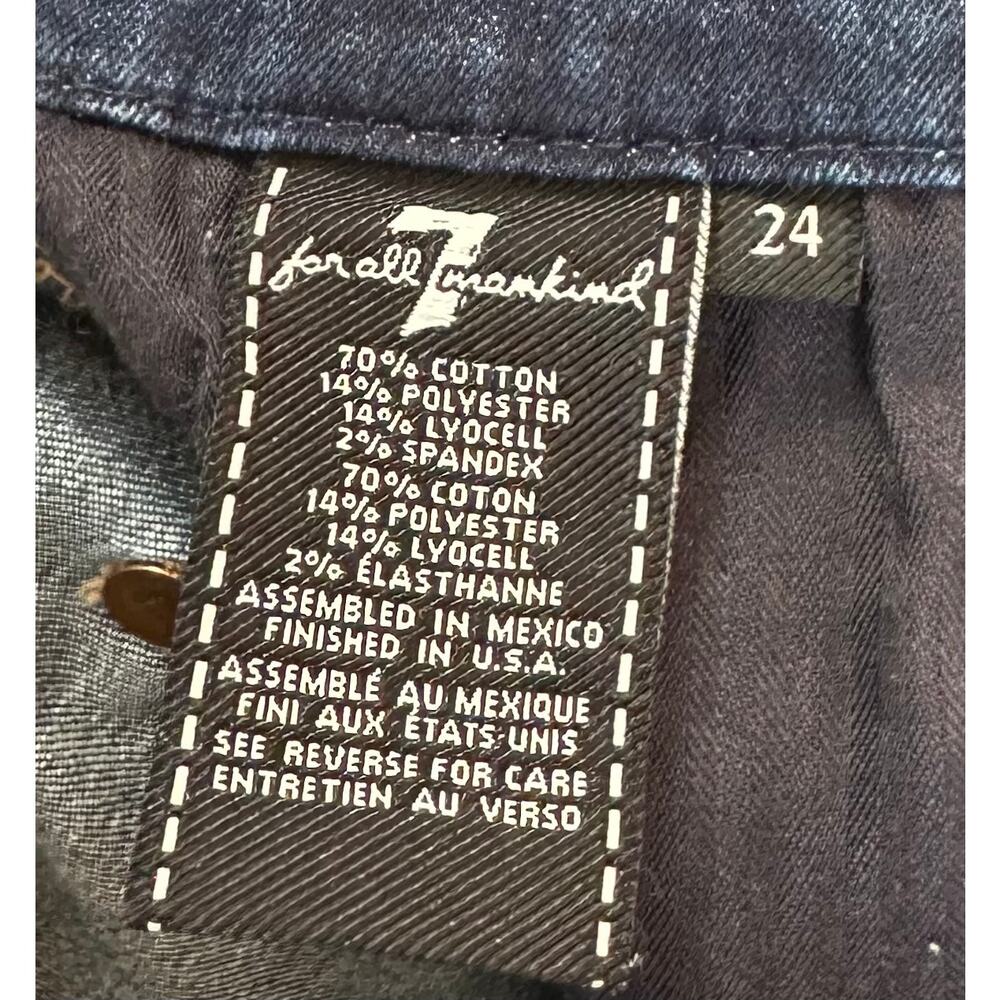 7
for all mankind
24
70% COTTON
14% POLYESTER
14% LYOCELL
2% SPANDEX
70% COTON
14% POLYESTER
14% LYOCELL
2% ÉLASTHANNE
ASSEMBLED IN MEXICO
FINISHED IN U.S.A.
ASSEMBLÉ AU MEXIQUE
FINI AUX ÉTATS-UNIS
SEE REVERSE FOR CARE
ENTRETIEN AU VERSO